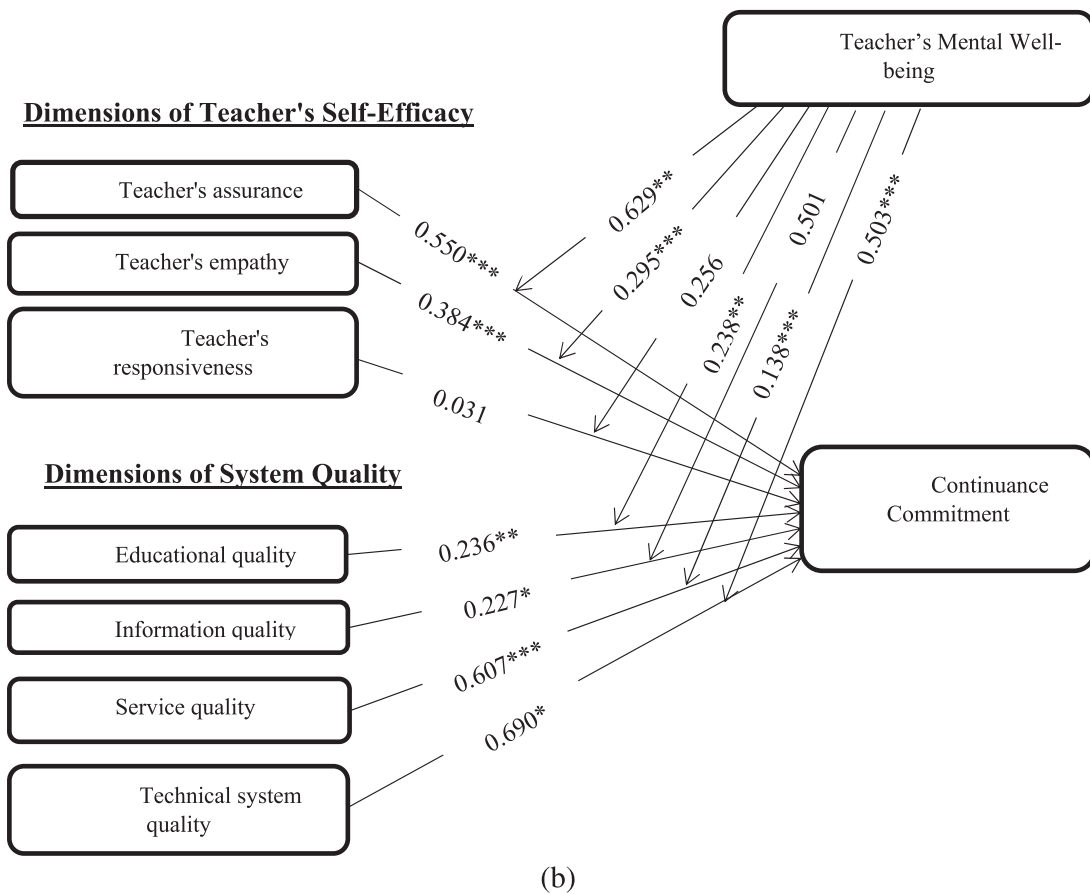 Teacher's Mental Well-
being
Dimensions of Teacher's Self-Efficacy
Teacher's assurance
Teacher's empathy
Teacher's
responsiveness
0.550***
0.384***
0.031
0.629**
0.295***
0.256
0.238**
0.501
0.138***
0.503***
Dimensions of System Quality
Educational quality
Information quality
Service quality
Technical system
quality
0.236**
0.227*
0.607***
0.690*
Continuance
Commitment
(b)